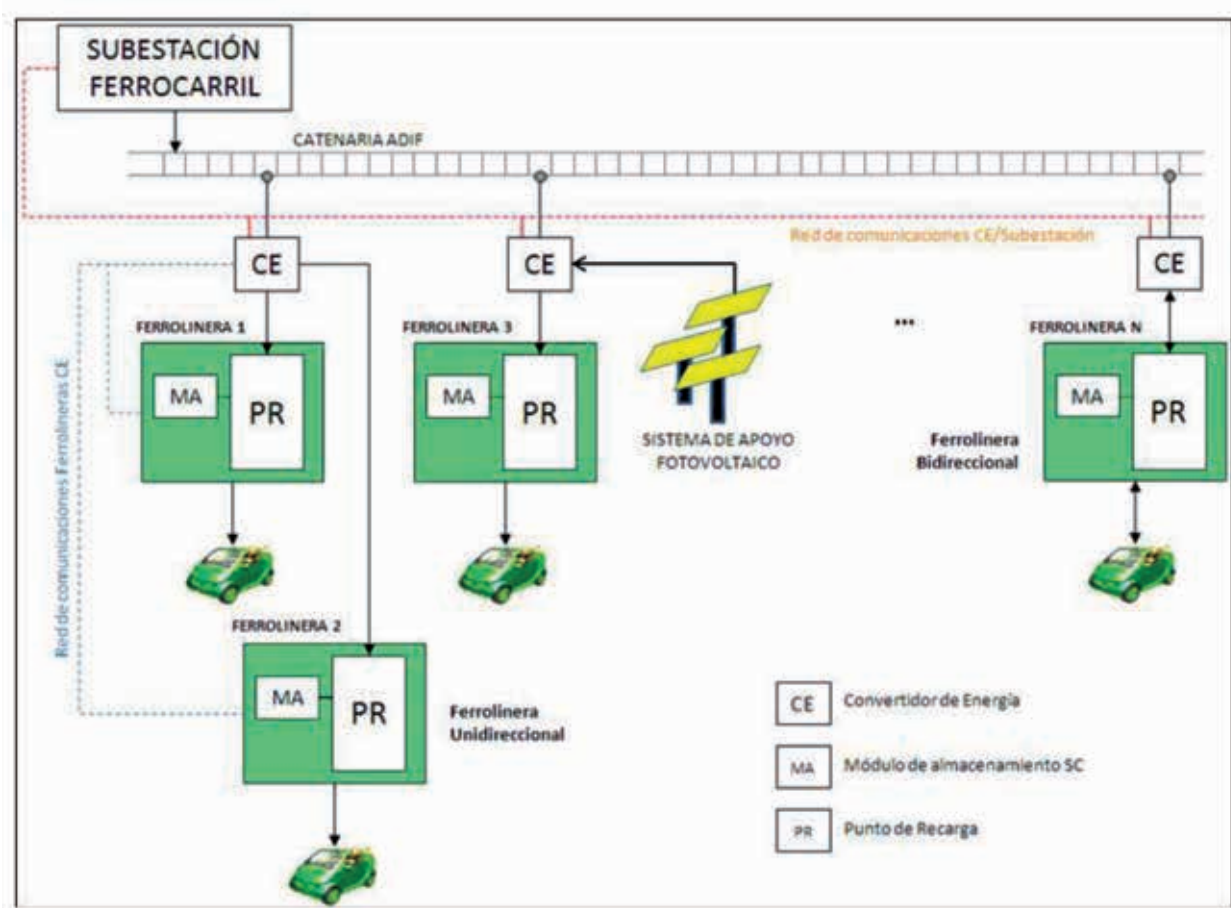 SUBESTACIÓN
FERROCARRIL
CATENARIA ADIF
Red de comunicaciones CE/Subestación
CE
CE
CE
FERROLINERA 1
FERROLINERA 3
...
FERROLINERA N
MA
PR
MA
PR
MA
PR
SISTEMA DE APOYO
FOTOVOLTAICO
Ferrolinera
Bidireccional
Red de comunicaciones Ferrolineras CE
FERROLINERA 2
MA
PR
Ferrolinera
Unidireccional
CE
Convertidor de Energía
MA
Módulo de almacenamiento SC
PR
Punto de Recarga